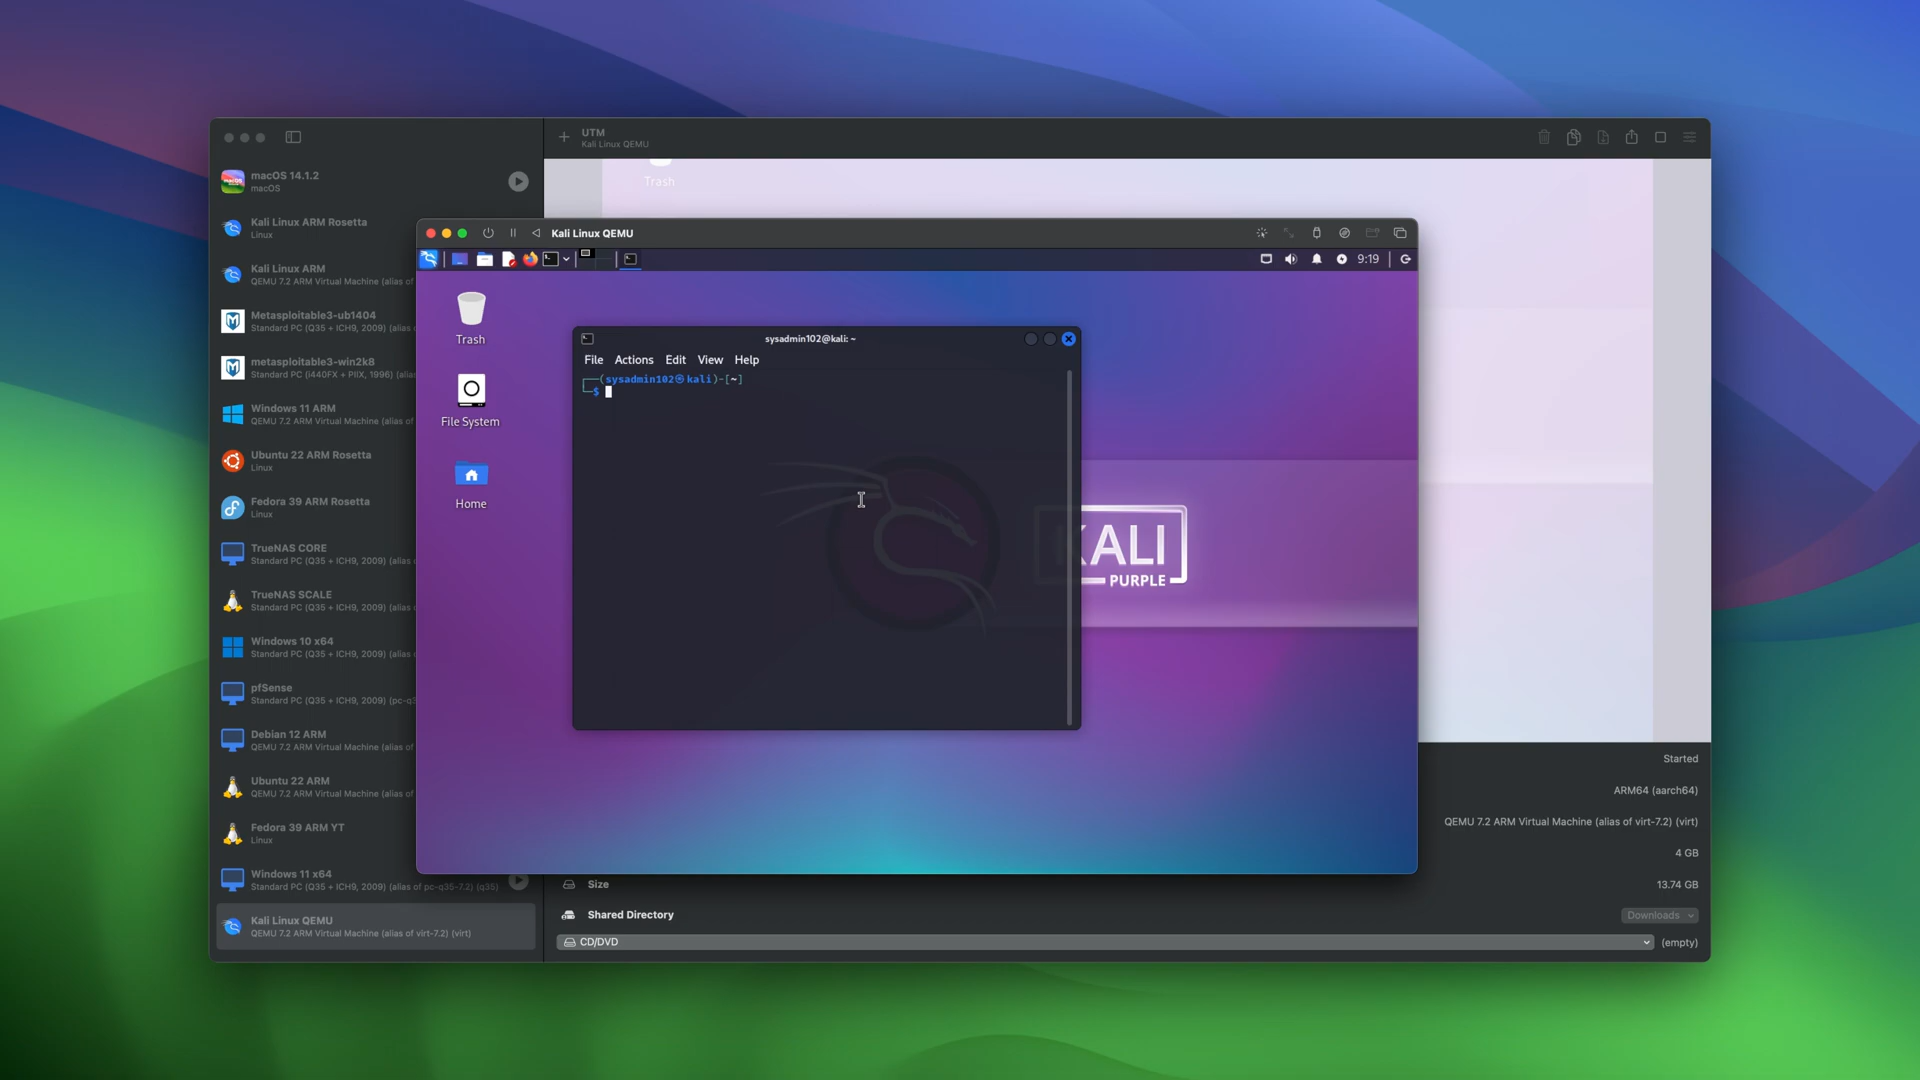 UTM
Kali Linux QEMU
macOS 14.1.2
macOS
Kali Linux ARM Rosetta
Linux
Kali Linux ARM
QEMU 7.2 ARM Virtual Machine (alias of
Metasploitable3-ub1404
Standard PC (Q35 + ICH9, 2009) (alias o
metasploitable3-win2k8
Standard PC (i440FX + PIIX, 1996) (alia
Windows 11 ARM
QEMU 7.2 ARM Virtual Machine (alias of
Ubuntu 22 ARM Rosetta
Linux
Fedora 39 ARM Rosetta
Linux
TrueNAS CORE
Standard PC (Q35 + ICH9, 2009) (alias o
TrueNAS SCALE
Standard PC (Q35 + ICH9, 2009) (alias o
Windows 10 x64
Standard PC (Q35 + ICH9, 2009) (alias o
pfSense
Standard PC (Q35 + ICH9, 2009) (pc-q3
Debian 12 ARM
QEMU 7.2 ARM Virtual Machine (alias of
Ubuntu 22 ARM
QEMU 7.2 ARM Virtual Machine (alias of
Fedora 39 ARM YT
Linux
Windows 11 x64
Standard PC (Q35 + ICH9, 2009) (alias of pc-q35-7.2) (q35)
Kali Linux QEMU
QEMU 7.2 ARM Virtual Machine (alias of virt-7.2) (virt)
Trash
Kali Linux QEMU
9:19
Trash
File System
Home
sysadmin102@kali: ~
File Actions Edit View Help
(sysadmin102㉿kali)-[~]
$
KALI
PURPLE
Started
ARM64 (aarch64)
QEMU 7.2 ARM Virtual Machine (alias of virt-7.2) (virt)
4 GB
Size 13.74 GB
Shared Directory Downloads
CD/DVD (empty)